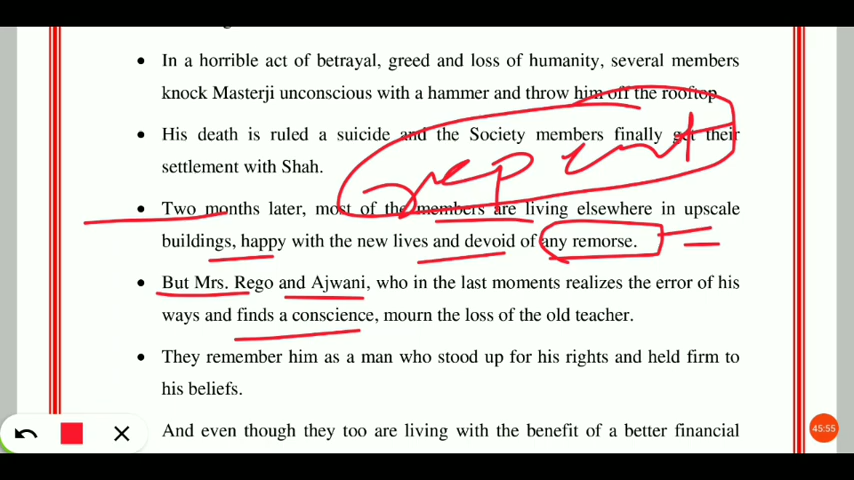 • In a horrible act of betrayal, greed and loss of humanity, several members
knock Masterji unconscious with a hammer and throw him off the rooftop.
• His death is ruled a suicide and the Society members finally get their
settlement with Shah.
repent
• Two months later, most of the members are living elsewhere in upscale
buildings, happy with the new lives and devoid of any remorse. =
• But Mrs. Rego and Ajwani, who in the last moments realizes the error of his
ways and finds a conscience, mourn the loss of the old teacher.
• They remember him as a man who stood up for his rights and held firm to
his beliefs.
And even though they too are living with the benefit of a better financial
45:55